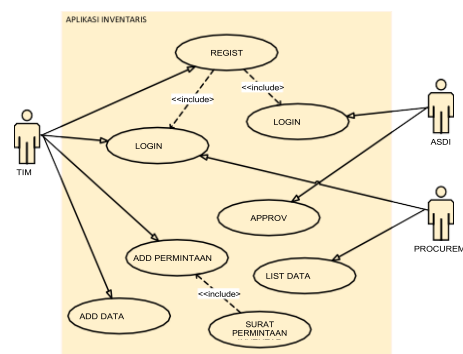 APLIKASI INVENTARIS
REGIST
<<include>
<<include>
LOGIN
LOGIN
TIM
ASDI
APPROV
ADD PERMINTAAN
PROCUREM
LIST DATA
<<include>
ADD DATA
SURAT
PERMINTAAN